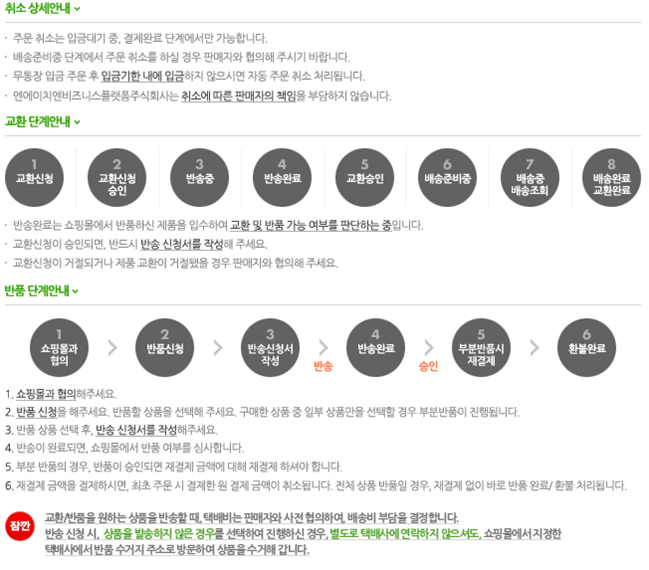 취소 상세안내
· 주문 취소는 입금대기 중, 결제완료 단계에서만 가능합니다.
· 배송준비중 단계에서 주문 취소를 하실 경우 판매자와 협의해 주시기 바랍니다.
· 무통장 입금 주문 후 입금기한 내에 입금하지 않으시면 자동 주문 취소 처리됩니다.
· 엔에이치엔비즈니스플랫폼주식회사는 취소에 따른 판매자의 책임을 부담하지 않습니다.
교환 단계안내
1 교환신청
2 교환신청 승인
3 반송중
4 반송완료
5 교환승인
6 배송준비중
7 배송중 배송조회
8 배송완료 교환완료
· 반송완료는 쇼핑몰에서 반품하신 제품을 입수하여 교환 및 반품 가능 여부를 판단하는 중입니다.
· 교환신청이 승인되면, 반드시 반송 신청서를 작성해 주세요.
· 교환신청이 거절되거나 제품 교환이 거절됐을 경우 판매자와 협의해 주세요.
반품 단계안내
1 쇼핑몰과 협의
2 반품신청
3 반송신청서 작성
반송
4 반송완료
승인
5 부분반품시 재결제
6 환불완료
1. 쇼핑몰과 협의해주세요.
2. 반품 신청을 해주세요. 반품할 상품을 선택해 주세요. 구매한 상품 중 일부 상품만을 선택할 경우 부분반품이 진행됩니다.
3. 반품 상품 선택 후, 반송 신청서를 작성해주세요.
4. 반송이 완료되면, 쇼핑몰에서 반품 여부를 심사합니다.
5. 부분 반품의 경우, 반품이 승인되면 재결제 금액에 대해 재결제 하셔야 합니다.
6. 재결제 금액을 결제하시면, 최초 주문 시 결제한 원 결제 금액이 취소됩니다. 전체 상품 반품일 경우, 재결제 없이 바로 반품 완료/ 환불 처리됩니다.
잠깐
교환/반품을 원하는 상품을 반송할 때, 택배비는 판매자와 사전 협의하여, 배송비 부담을 결정합니다.
반송 신청 시, 상품을 발송하지 않은 경우를 선택하여 진행하신 경우, 별도로 택배사에 연락하지 않으셔도, 쇼핑몰에서 지정한
택배사에서 반품 수거지 주소로 방문하여 상품을 수거해 갑니다.